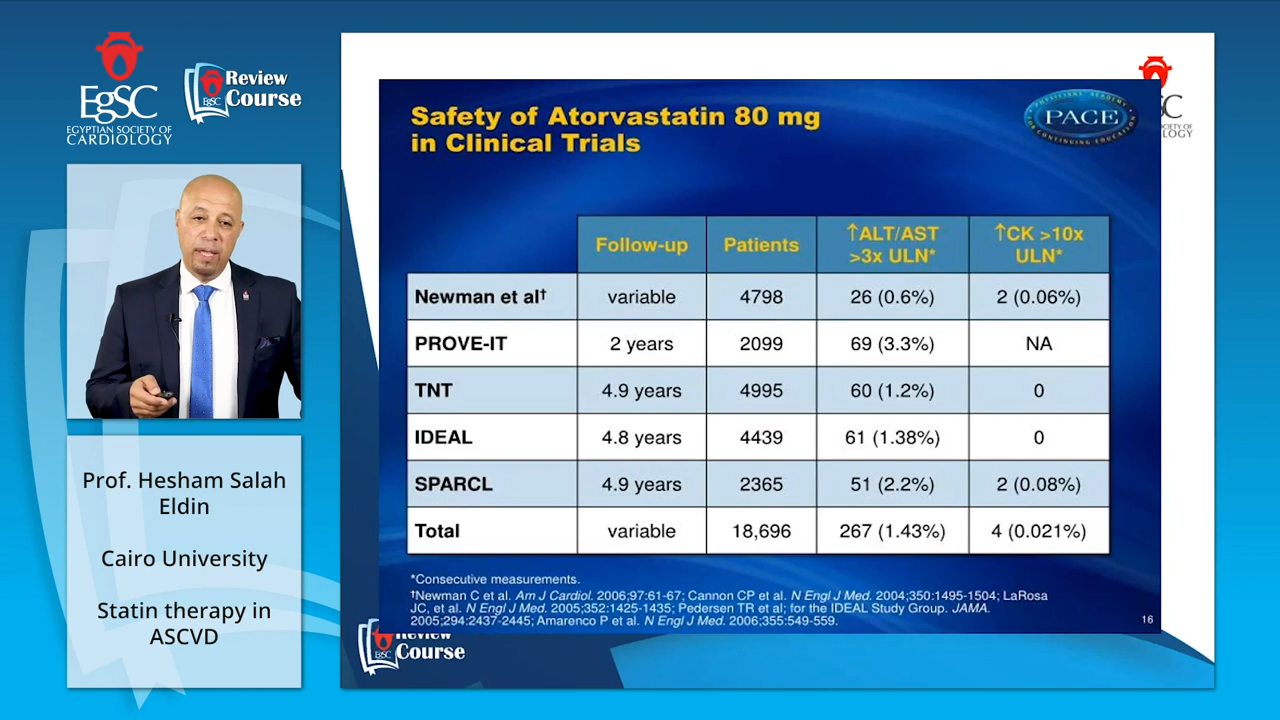 EgSC
EGYPTIAN SOCIETY OF
CARDIOLOGY
EgSC
Review
Course
Prof. Hesham Salah
Eldin
Cairo University
Statin therapy in
ASCVD
Safety of Atorvastatin 80 mg
in Clinical Trials
PHYSICIANS' ACADEMY
PACE
FOR CONTINUING EDUCATION
Follow-up Patients ↑ALT/AST >3x ULN* ↑CK >10x ULN*
Newman et al† variable 4798 26 (0.6%) 2 (0.06%)
PROVE-IT 2 years 2099 69 (3.3%) NA
TNT 4.9 years 4995 60 (1.2%) 0
IDEAL 4.8 years 4439 61 (1.38%) 0
SPARCL 4.9 years 2365 51 (2.2%) 2 (0.08%)
Total variable 18,696 267 (1.43%) 4 (0.021%)
*Consecutive measurements.
†Newman C et al. Am J Cardiol. 2006;97:61-67; Cannon CP et al. N Engl J Med. 2004;350:1495-1504; LaRosa
JC, et al. N Engl J Med. 2005;352:1425-1435; Pedersen TR et al; for the IDEAL Study Group. JAMA.
2005;294:2437-2445; Amarenco P et al. N Engl J Med. 2006;355:549-559.
16
EgSC
Review
Course